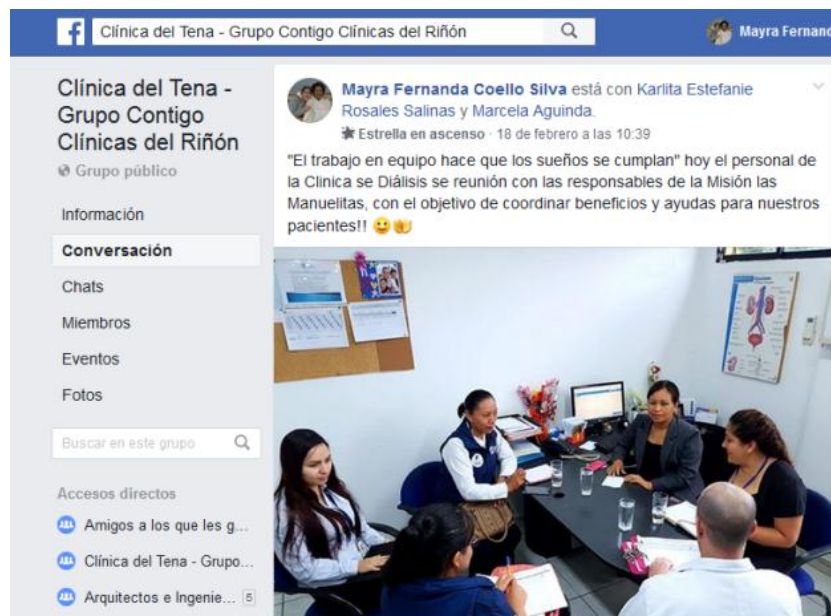 Clínica del Tena - Grupo Contigo Clínicas del Riñón
Mayra Fernand
Clínica del Tena -
Grupo Contigo
Clínicas del Riñón
Grupo público
Información
Conversación
Chats
Miembros
Eventos
Fotos
Buscar en este grupo
Accesos directos
Amigos a los que les g...
Clínica del Tena - Grupo...
Arquitectos e Ingenie... 5
Mayra Fernanda Coello Silva está con Karlita Estefanie
Rosales Salinas y Marcela Aguinda.
Estrella en ascenso · 18 de febrero a las 10:39
"El trabajo en equipo hace que los sueños se cumplan" hoy el personal de
la Clinica se Diálisis se reunión con las responsables de la Misión las
Manuelitas, con el objetivo de coordinar beneficios y ayudas para nuestros
pacientes!!